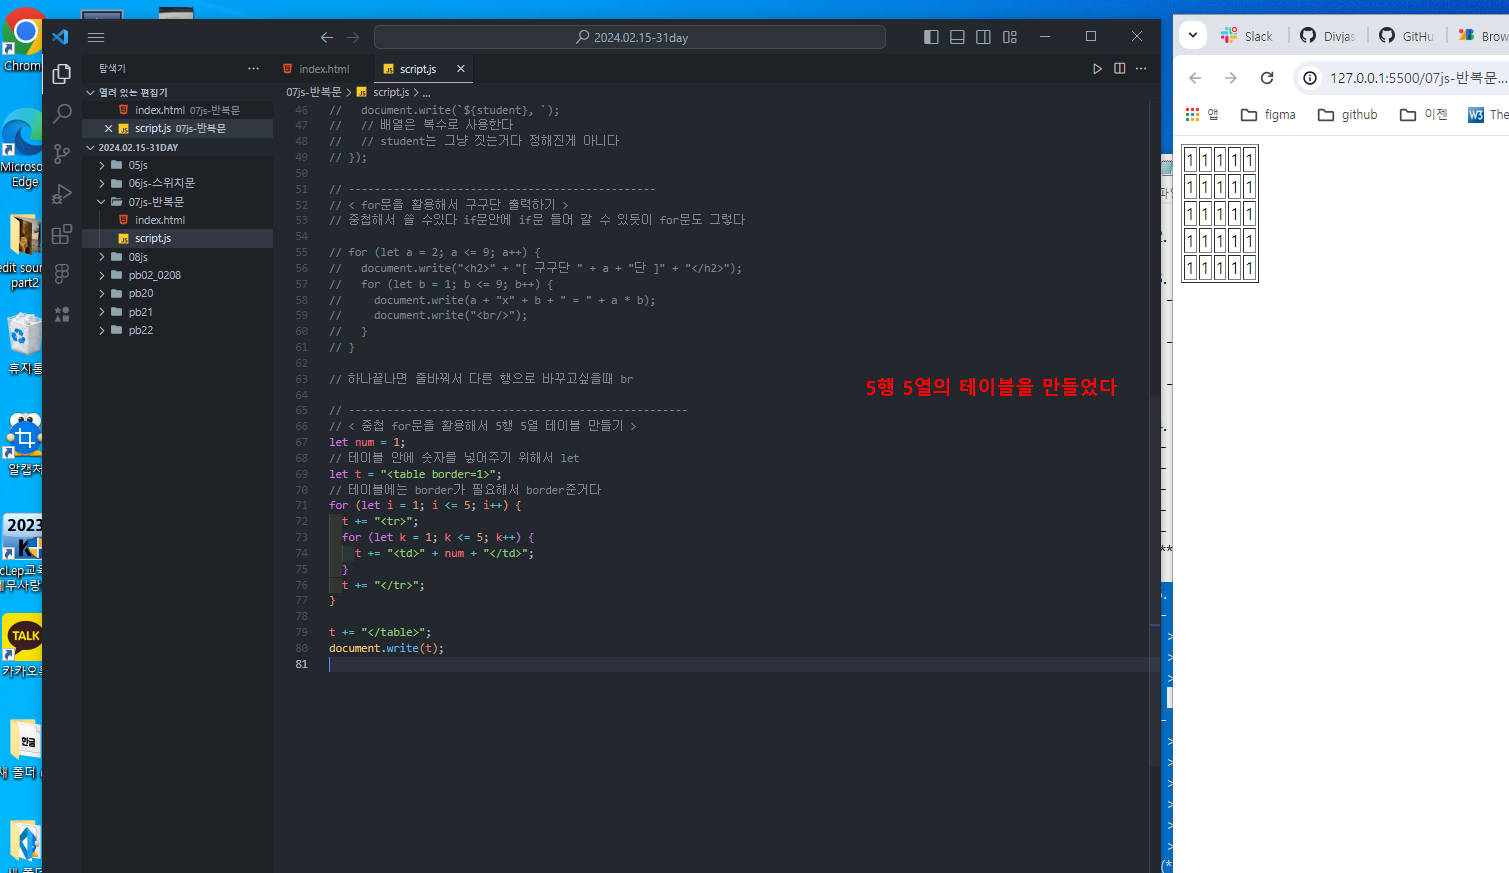 Chrome
Microso
Edge
edit sour
part2
휴지통
알캡처
2023
cLep교육
TALK
카카오톡
한글
새 폴더
2024.02.15-31day
탐색기
열려 있는 편집기
index.html 07js-반복문
script.js 07js-반복문
2024.02.15-31DAY
05js
06js-스위치문
07js-반복문
index.html
script.js
08js
pb02_0208
pb20
pb21
pb22
index.html
script.js
07js-반복문 > script.js > ...
46 //   document.write(`${student}, `);
47 //   // 배열은 복수로 사용한다
48 //   // student는 그냥 짓는거다 정해진게 아니다
49 // });
50
51 // ------------------------------------------------
52 // < for문을 활용해서 구구단 출력하기 >
53 // 중첩해서 쓸 수있다 if문안에 if문 들어 갈 수 있듯이 for문도 그렇다
54
55 // for (let a = 2; a <= 9; a++) {
56 //   document.write("<h2>" + "[ 구구단 " + a + "단 ]" + "</h2>");
57 //   for (let b = 1; b <= 9; b++) {
58 //     document.write(a + "x" + b + " = " + a * b);
59 //     document.write("<br/>");
60 //   }
61 // }
62
63 // 하나끝나면 줄바꿔서 다른 행으로 바꾸고싶을때 br
64
65 // -----------------------------------------------------
66 // < 중첩 for문을 활용해서 5행 5열 테이블 만들기 >
67 let num = 1;
68 // 테이블 안에 숫자를 넣어주기 위해서 let
69 let t = "<table border=1>";
70 // 테이블에는 border가 필요해서 border준거다
71 for (let i = 1; i <= 5; i++) {
72   t += "<tr>";
73   for (let k = 1; k <= 5; k++) {
74     t += "<td>" + num + "</td>";
75   }
76   t += "</tr>";
77 }
78
79 t += "</table>";
80 document.write(t);
81
5행 5열의 테이블을 만들었다
Slack
Divjas
GitHu
Brow
127.0.0.1:5500/07js-반복문...
앱
figma
github
이젠
W3 The
1 1 1 1 1
1 1 1 1 1
1 1 1 1 1
1 1 1 1 1
1 1 1 1 1